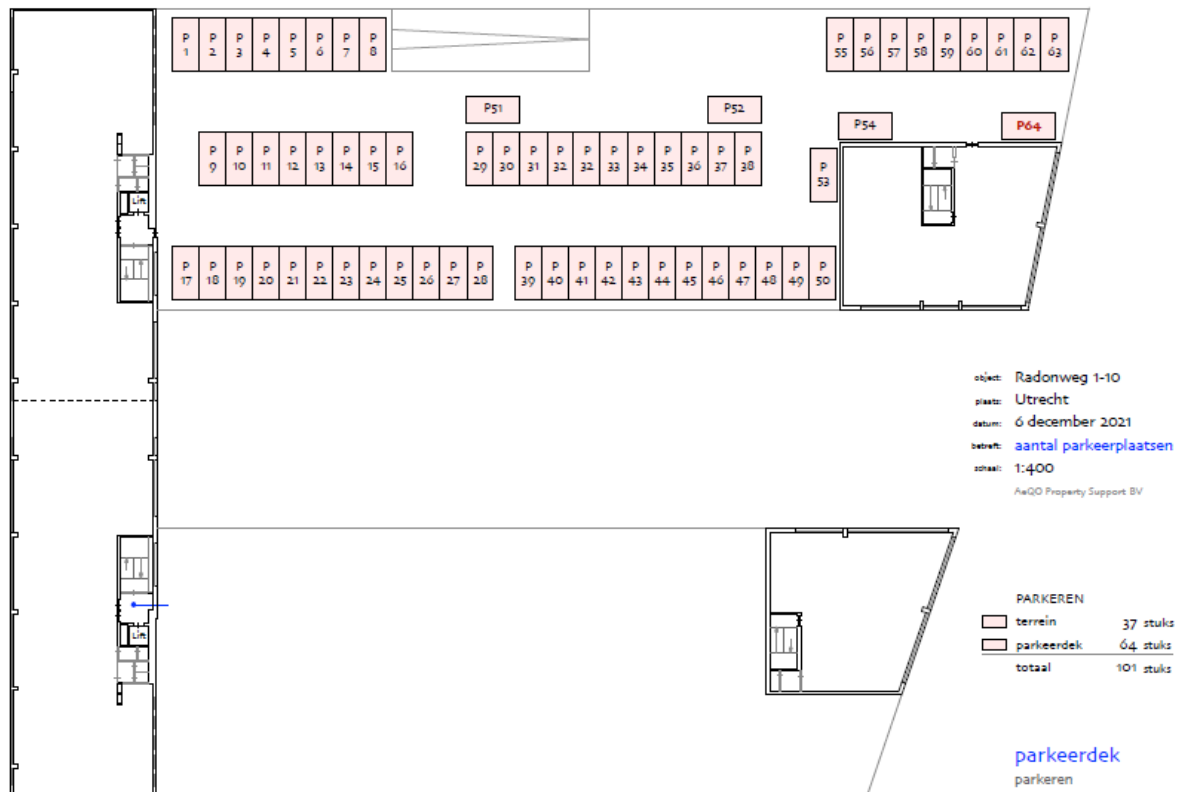 P P P P P P P P
1 2 3 4 5 6 7 8
P P P P P P P P P
55 56 57 58 59 60 61 62 63
P51
P52
P54
P64
P P P P P P P P
9 10 11 12 13 14 15 16
P P P P P P P P P P P
29 30 31 32 32 33 34 35 36 37 38
P
53
Lift
P P P P P P P P P P P P
17 18 19 20 21 22 23 24 25 26 27 28
P P P P P P P P P P P P
39 40 41 42 43 44 45 46 47 48 49 50
object: Radonweg 1-10
plaats: Utrecht
datum: 6 december 2021
betreft: aantal parkeerplaatsen
schaal: 1:400
AeQO Property Support BV
Lift
PARKEREN
terrein 37 stuks
parkeerdek 64 stuks
totaal 101 stuks
parkeerdek
parkeren